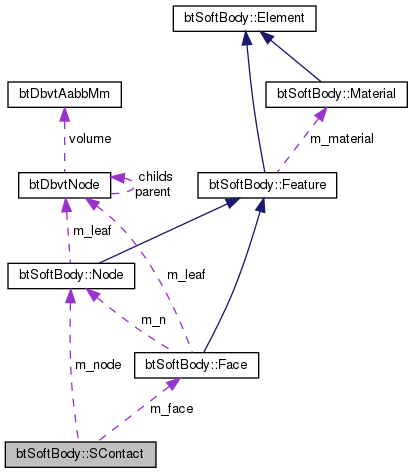 btSoftBody::Element
btDbvtAabbMm
btSoftBody::Material
volume
m_material
btDbvtNode
childs
parent
btSoftBody::Feature
m_leaf
btSoftBody::Node
m_leaf
m_n
m_node
btSoftBody::Face
m_face
btSoftBody::SContact